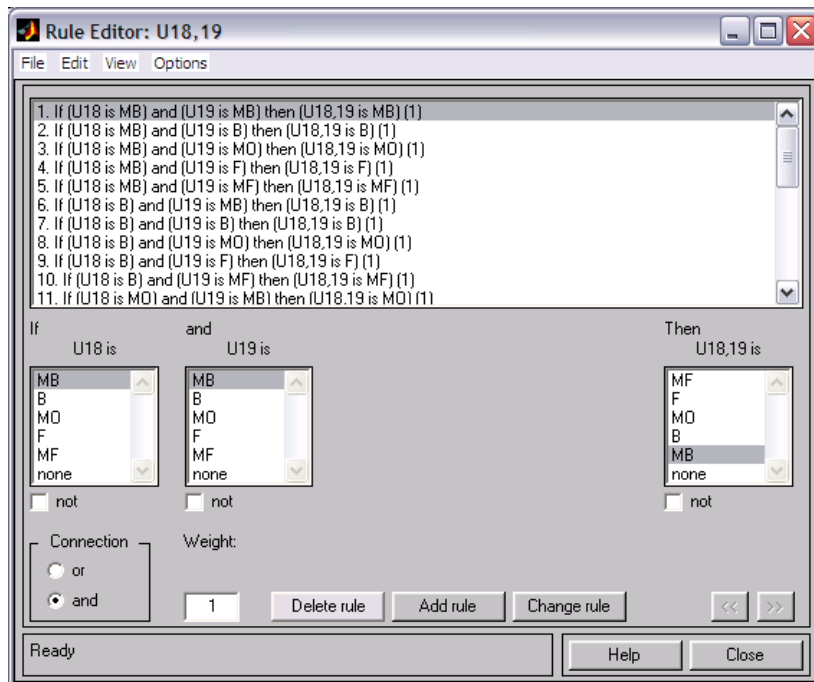 Rule Editor: U18,19
File Edit View Options
1. If (U18 is MB) and (U19 is MB) then (U18,19 is MB) (1)
2. If (U18 is MB) and (U19 is B) then (U18,19 is B) (1)
3. If (U18 is MB) and (U19 is MO) then (U18,19 is MO) (1)
4. If (U18 is MB) and (U19 is F) then (U18,19 is F) (1)
5. If (U18 is MB) and (U19 is MF) then (U18,19 is MF) (1)
6. If (U18 is B) and (U19 is MB) then (U18,19 is B) (1)
7. If (U18 is B) and (U19 is B) then (U18,19 is B) (1)
8. If (U18 is B) and (U19 is MO) then (U18,19 is MO) (1)
9. If (U18 is B) and (U19 is F) then (U18,19 is F) (1)
10. If (U18 is B) and (U19 is MF) then (U18,19 is MF) (1)
11. If (U18 is MO) and (U19 is MB) then (U18,19 is MO) (1)
If and Then
U18 is U19 is U18,19 is
MB MB MF
B B F
MO MO MO
F F B
MF MF MB
none none none
not not not
Connection Weight:
or
and 1 Delete rule Add rule Change rule << >>
Ready Help Close